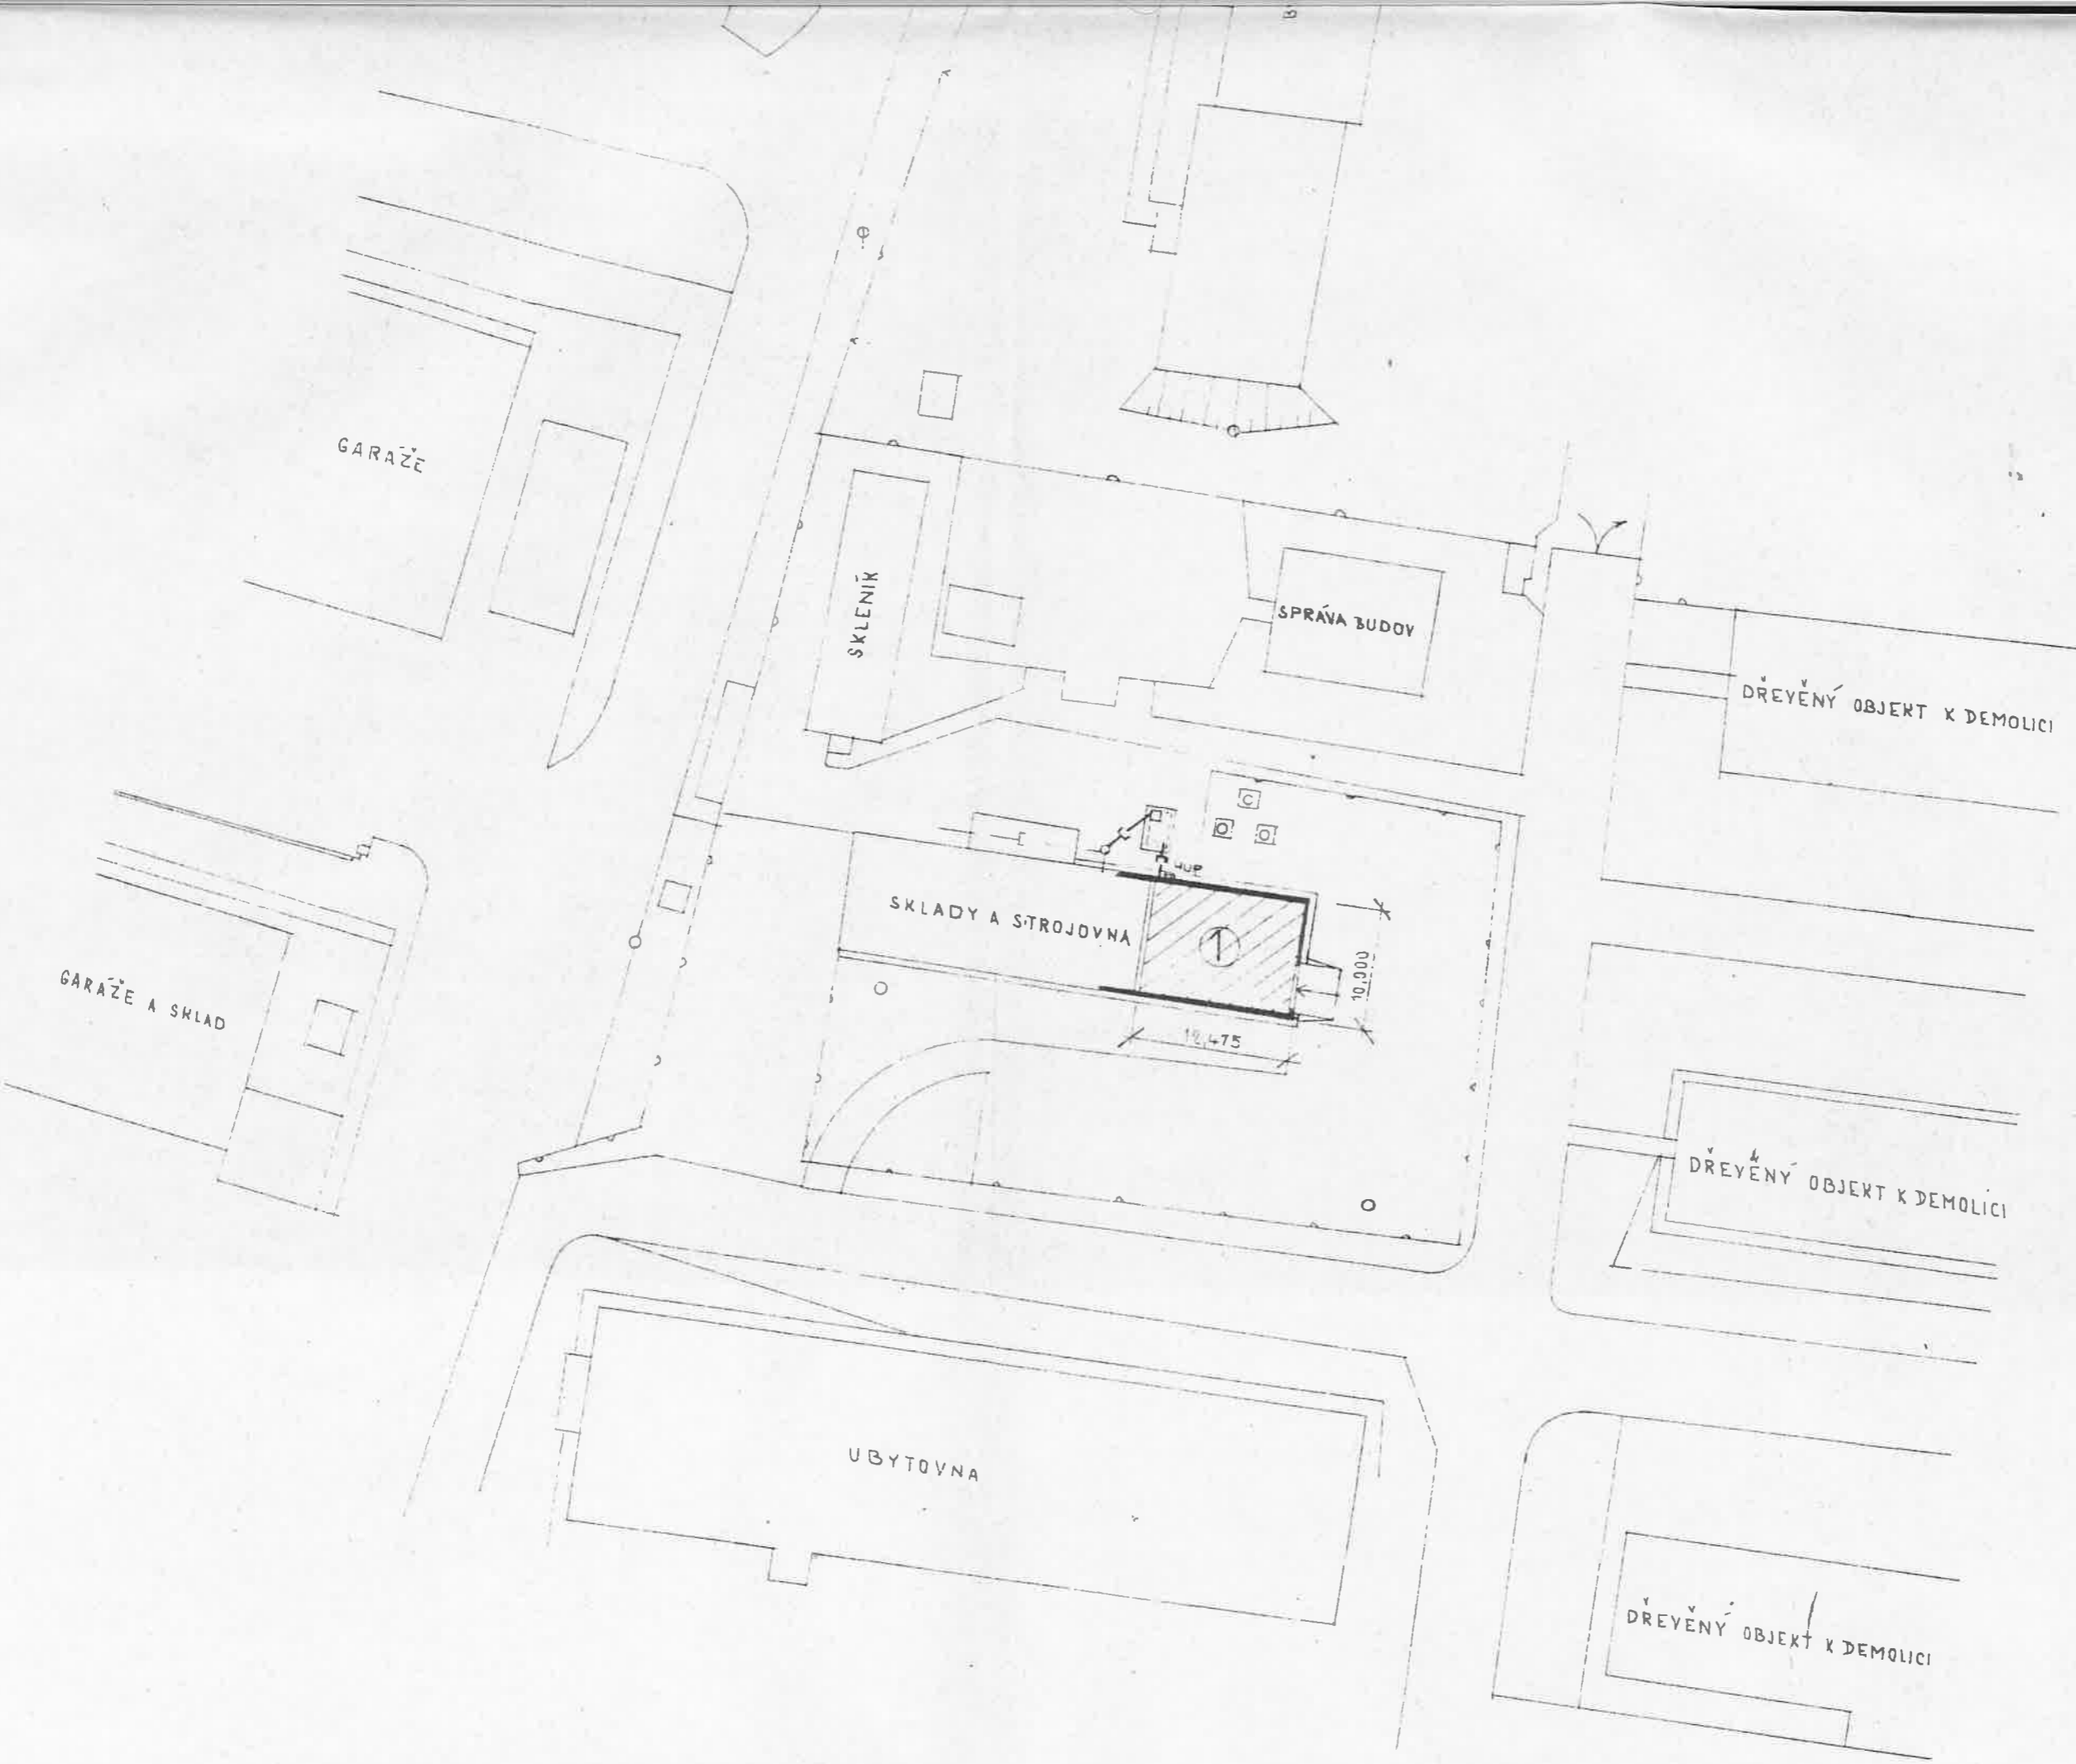 B
GARÁŽE
SKLENÍK
SPRÁVA BUDOV
DŘEVĚNÝ OBJEKT K DEMOLICI
C
O O
HUP
SKLADY A STROJOVNA
1
10,000
12,475
GARÁŽE A SKLAD
DŘEVĚNÝ OBJEKT K DEMOLICI
UBYTOVNA
DŘEVĚNÝ OBJEKT K DEMOLICI